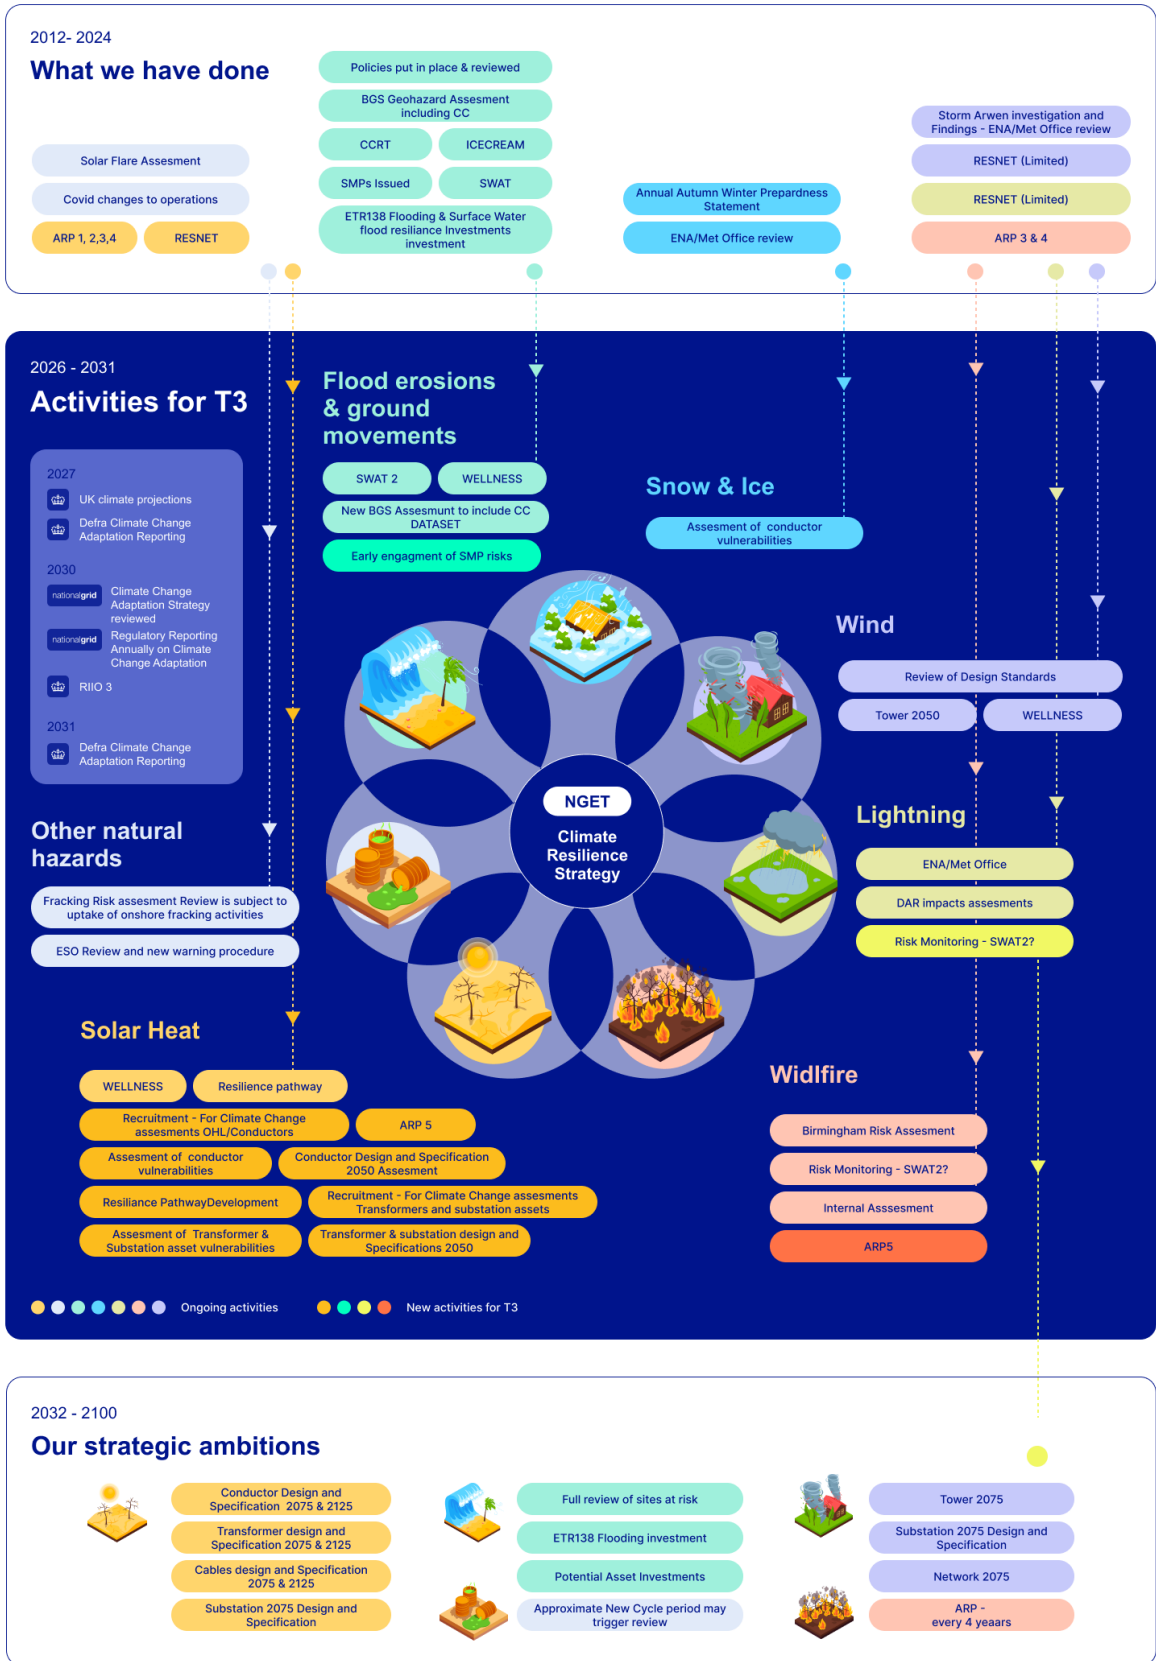 2012- 2024
What we have done
Solar Flare Assesment
Covid changes to operations
ARP 1, 2,3,4
RESNET
Policies put in place & reviewed
BGS Geohazard Assesment
including CC
CCRT
ICECREAM
SMPs Issued
SWAT
ETR138 Flooding & Surface Water
flood resiliance Investments
investment
Annual Autumn Winter Prepardness
Statement
ENA/Met Office review
Storm Arwen investigation and
Findings - ENA/Met Office review
RESNET (Limited)
RESNET (Limited)
ARP 3 & 4
2026 - 2031
Activities for T3
2027
UK climate projections
Defra Climate Change
Adaptation Reporting
2030
nationalgrid
Climate Change
Adaptation Strategy
reviewed
nationalgrid
Regulatory Reporting
Annually on Climate
Change Adaptation
RIIO 3
2031
Defra Climate Change
Adaptation Reporting
Flood erosions
& ground
movements
SWAT 2
WELLNESS
New BGS Assesmunt to include CC
DATASET
Early engagment of SMP risks
Snow & Ice
Assesment of  conductor
vulnerabilities
Wind
Review of Design Standards
Tower 2050
WELLNESS
NGET
Climate
Resilience
Strategy
Lightning
ENA/Met Office
DAR impacts assesments
Risk Monitoring - SWAT2?
Other natural
hazards
Fracking Risk assesment Review is subject to
uptake of onshore fracking activities
ESO Review and new warning procedure
Solar Heat
WELLNESS
Resilience pathway
Recruitment - For Climate Change
assesments OHL/Conductors
ARP 5
Assesment of  conductor
vulnerabilities
Conductor Design and Specification
2050 Assesment
Resiliance PathwayDevelopment
Recruitment - For Climate Change assesments
Transformers and substation assets
Assesment of  Transformer &
Substation asset vulnerabilities
Transformer & substation design and
Specifications 2050
Widlfire
Birmingham Risk Assesment
Risk Monitoring - SWAT2?
Internal Asssesment
ARP5
Ongoing activities
New activities for T3
2032 - 2100
Our strategic ambitions
Conductor Design and
Specification  2075 & 2125
Transformer design and
Specification 2075 & 2125
Cables design and Specification
2075 & 2125
Substation 2075 Design and
Specification
Full review of sites at risk
ETR138 Flooding investment
Potential Asset Investments
Approximate New Cycle period may
trigger review
Tower 2075
Substation 2075 Design and
Specification
Network 2075
ARP -
every 4 yeaars